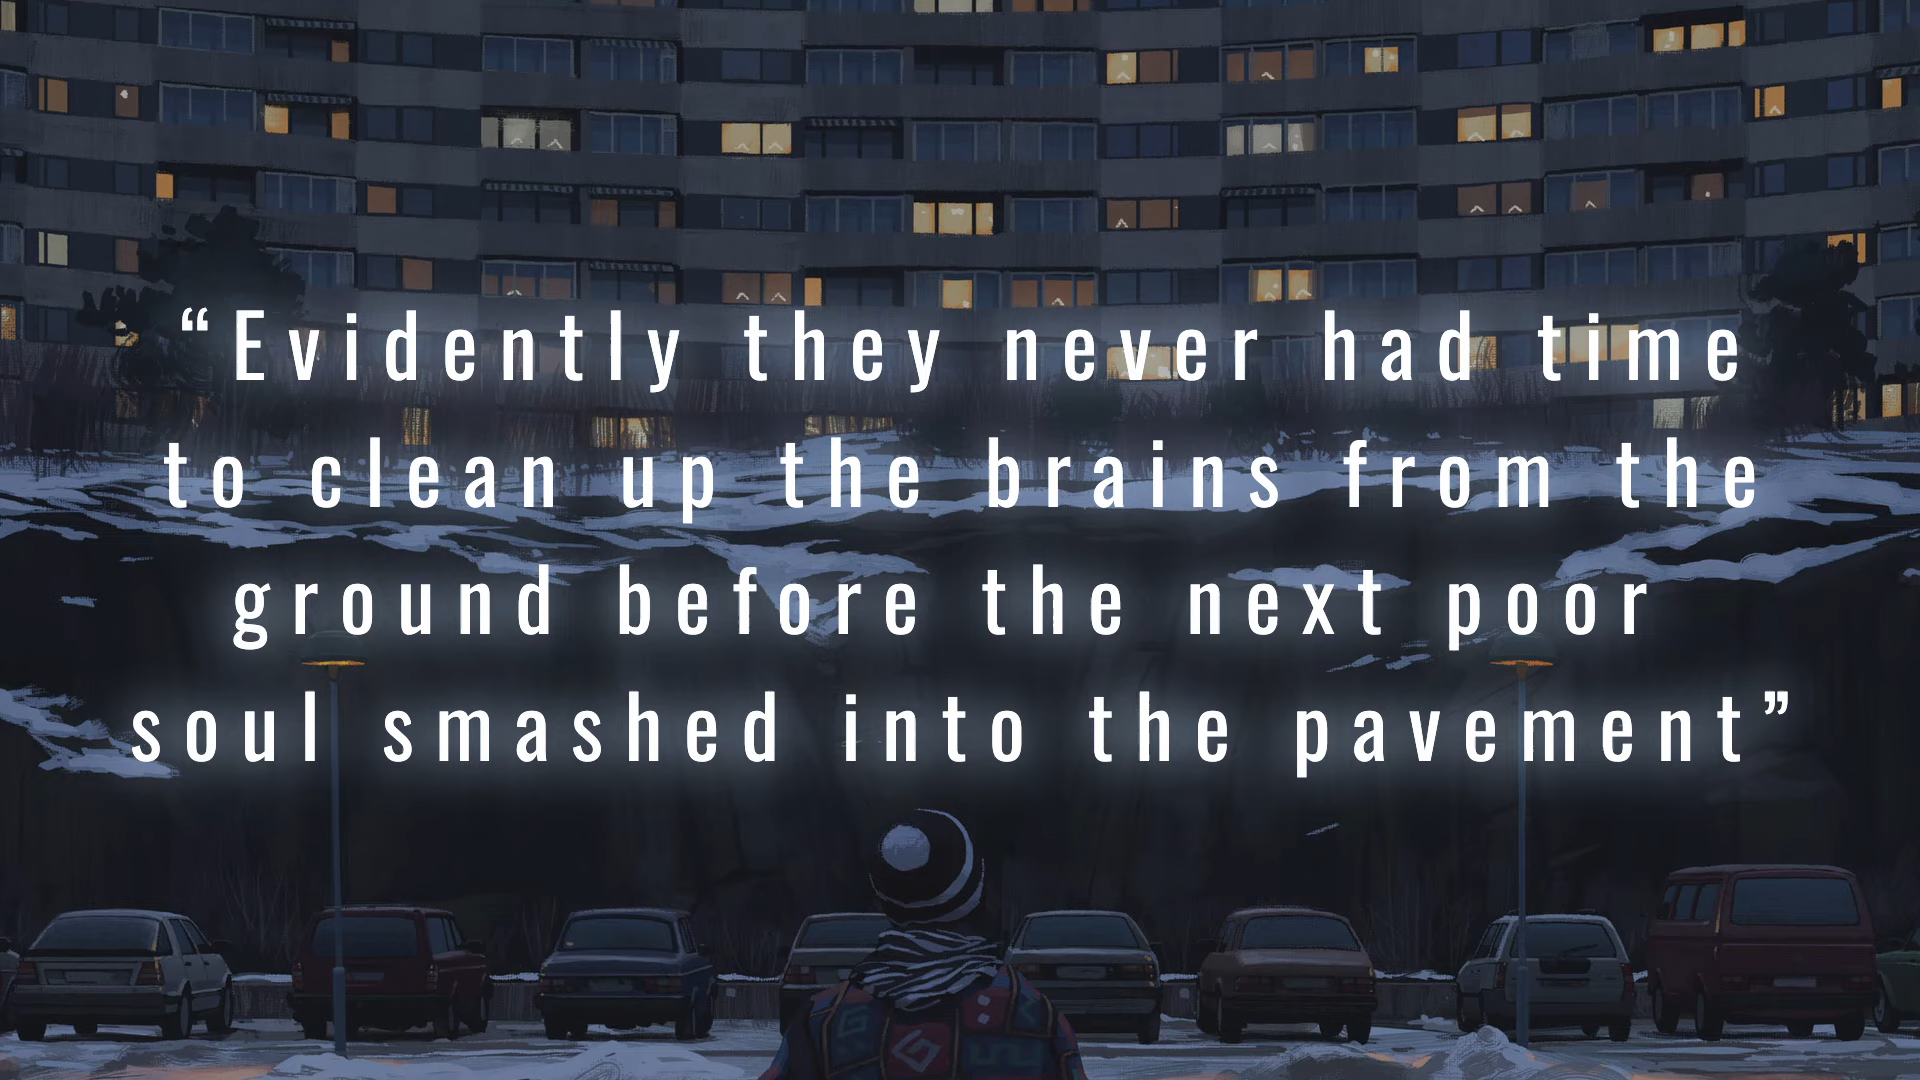 “Evidently they never had time
to clean up the brains from the
ground before the next poor
soul smashed into the pavement”